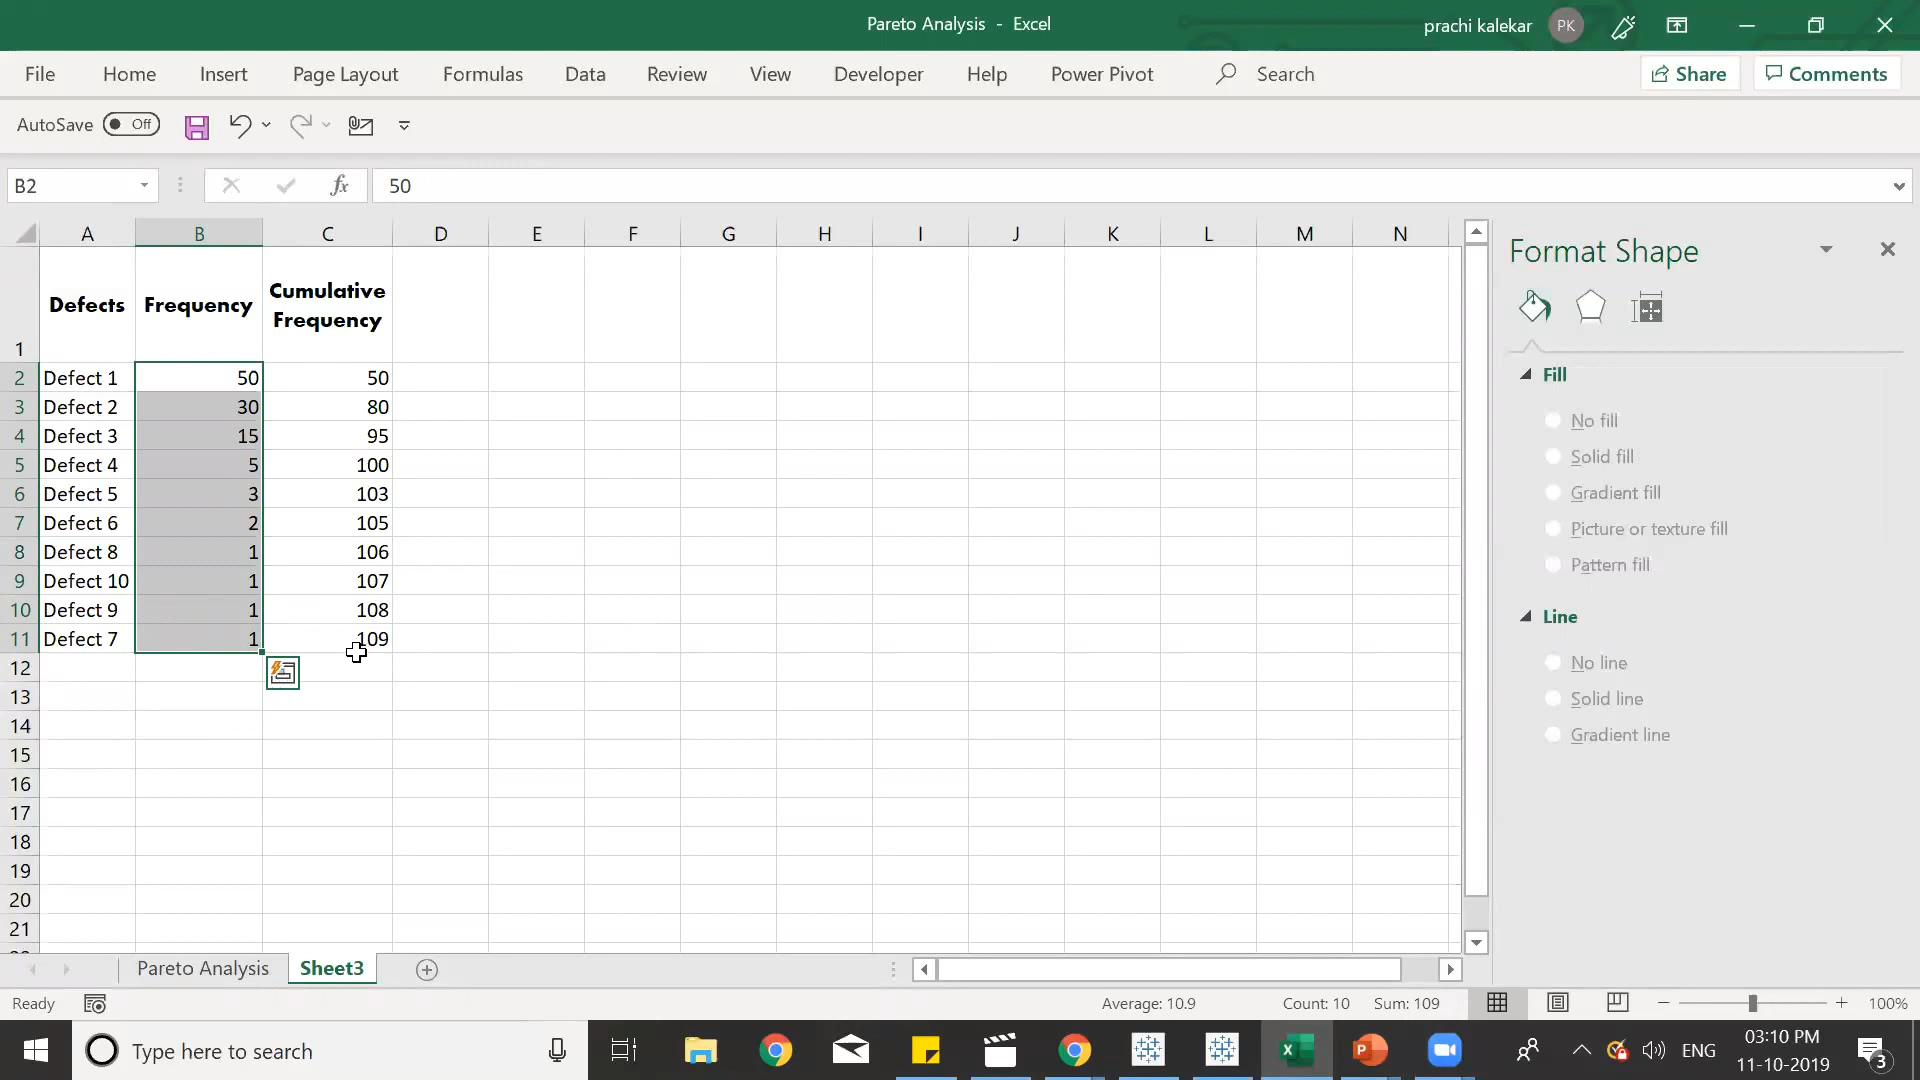 Pareto Analysis - Excel
prachi kalekar PK
File Home Insert Page Layout Formulas Data Review View Developer Help Power Pivot Search Share Comments
AutoSave Off
B2 fx 50
A B C D E F G H I J K L M N
1 Defects Frequency Cumulative
Frequency
2 Defect 1 50 50
3 Defect 2 30 80
4 Defect 3 15 95
5 Defect 4 5 100
6 Defect 5 3 103
7 Defect 6 2 105
8 Defect 8 1 106
9 Defect 10 1 107
10 Defect 9 1 108
11 Defect 7 1 109
12
13
14
15
16
17
18
19
20
21
Format Shape
Fill
No fill
Solid fill
Gradient fill
Picture or texture fill
Pattern fill
Line
No line
Solid line
Gradient line
Pareto Analysis Sheet3
Ready Average: 10.9 Count: 10 Sum: 109 100%
Type here to search ENG 03:10 PM
11-10-2019 3